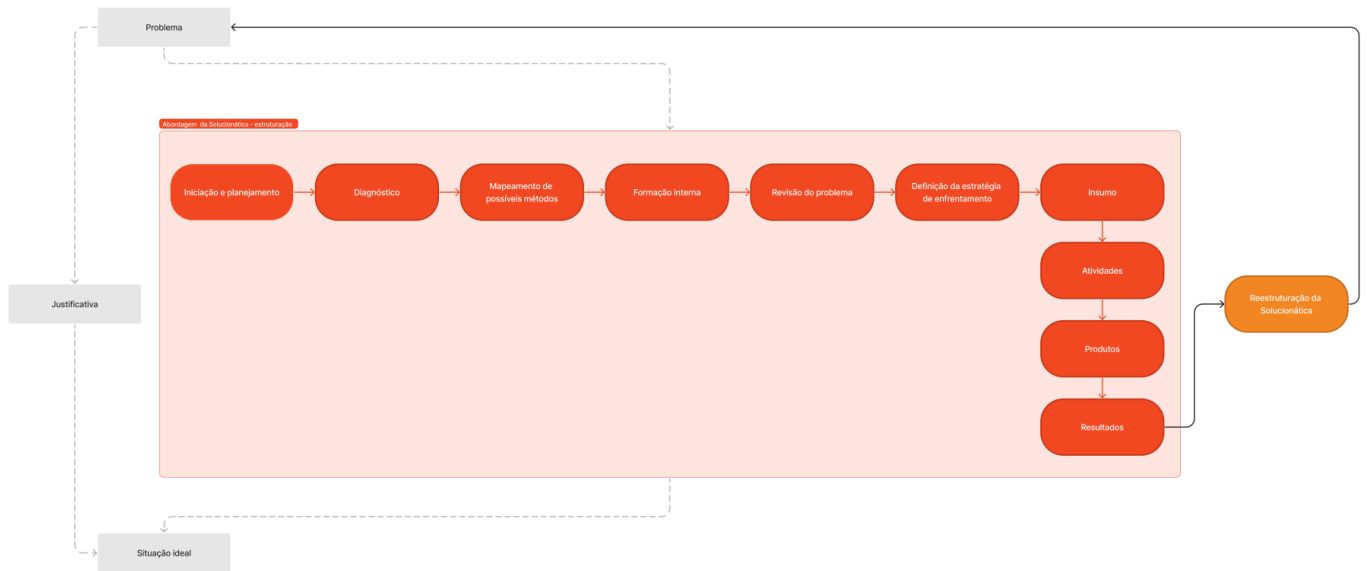 Problema
Abordagem da Solucionática - estruturação
Iniciação e planejamento
Diagnóstico
Mapeamento de
possíveis métodos
Formação interna
Revisão do problema
Definição da estratégia
de enfrentamento
Insumo
Atividades
Produtos
Resultados
Reestruturação da
Solucionática
Justificativa
Situação ideal